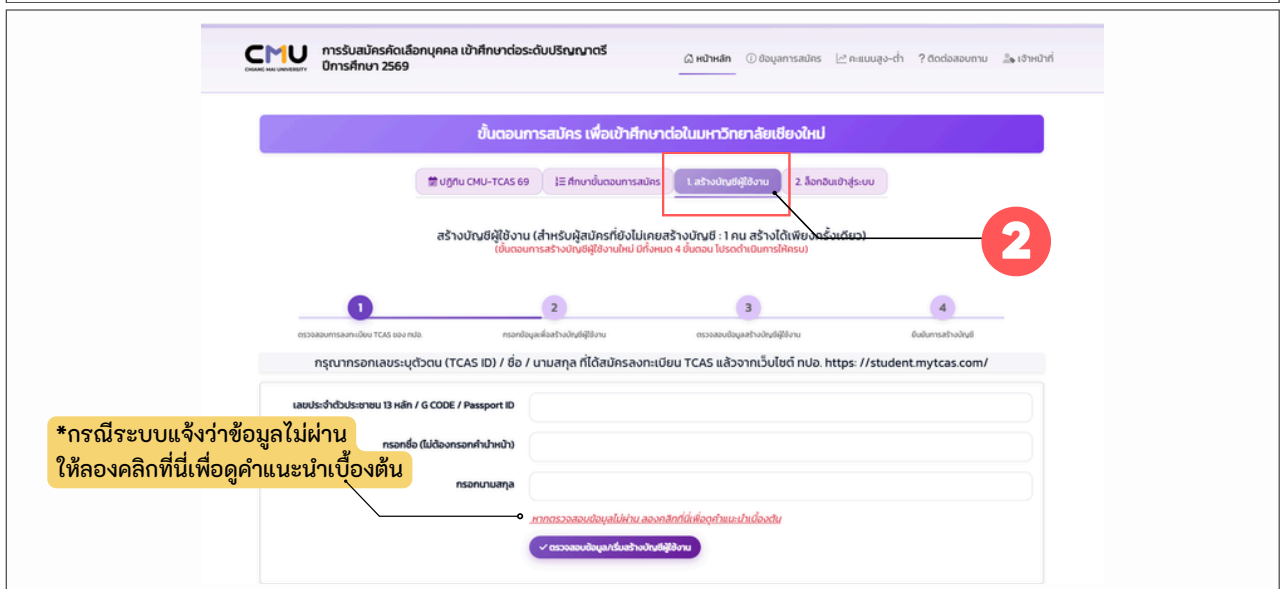 CMU
CHIANG MAI UNIVERSITY
การรับสมัครคัดเลือกบุคคล เข้าศึกษาต่อระดับปริญญาตรี
ปีการศึกษา 2569
หน้าหลัก ข้อมูลการสมัคร คะแนนสูง-ต่ำ ? ติดต่อสอบถาม เจ้าหน้าที่
ขั้นตอนการสมัคร เพื่อเข้าศึกษาต่อในมหาวิทยาลัยเชียงใหม่
ปฏิทิน CMU-TCAS 69 ศึกษาขั้นตอนการสมัคร 1. สร้างบัญชีผู้ใช้งาน 2. ล็อกอินเข้าสู่ระบบ
สร้างบัญชีผู้ใช้งาน (สำหรับผู้สมัครที่ยังไม่เคยสร้างบัญชี : 1 คน สร้างได้เพียงครั้งเดียว)
(ขั้นตอนการสร้างบัญชีผู้ใช้งานใหม่ มีทั้งหมด 4 ขั้นตอน โปรดดำเนินการให้ครบ)
2
1 2 3 4
ตรวจสอบการลงทะเบียน TCAS ของ ทปอ. กรอกข้อมูลเพื่อสร้างบัญชีผู้ใช้งาน ตรวจสอบข้อมูลสร้างบัญชีผู้ใช้งาน ยืนยันการสร้างบัญชี
กรุณากรอกเลขระบุตัวตน (TCAS ID) / ชื่อ / นามสกุล ที่ได้สมัครลงทะเบียน TCAS แล้วจากเว็บไซต์ ทปอ. https: //student.mytcas.com/
เลขประจำตัวประชาชน 13 หลัก / G CODE / Passport ID
กรอกชื่อ (ไม่ต้องกรอกคำนำหน้า)
กรอกนามสกุล
*กรณีระบบแจ้งว่าข้อมูลไม่ผ่าน
ให้ลองคลิกที่นี่เพื่อดูคำแนะนำเบื้องต้น
หากตรวจสอบข้อมูลไม่ผ่าน ลองคลิกที่นี่เพื่อดูคำแนะนำเบื้องต้น
ตรวจสอบข้อมูล/เริ่มสร้างบัญชีผู้ใช้งาน